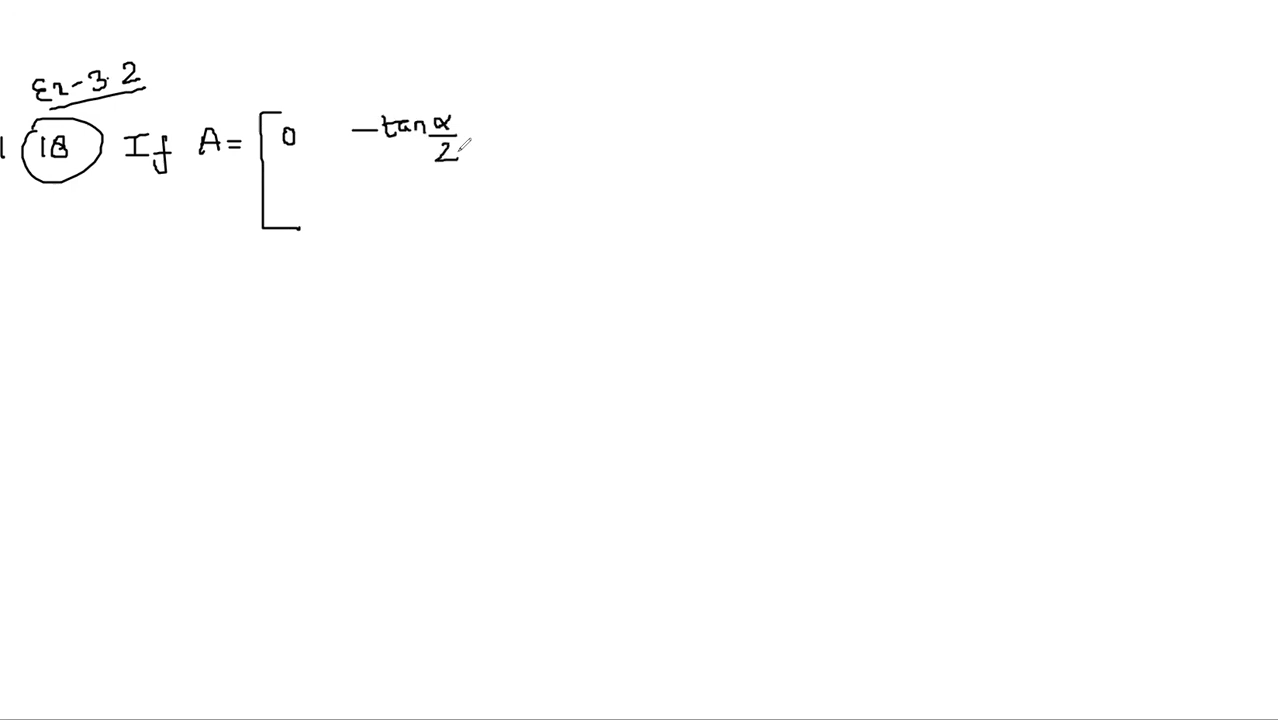 Ex-3.2
18 If A = [ 0 -tan α/2